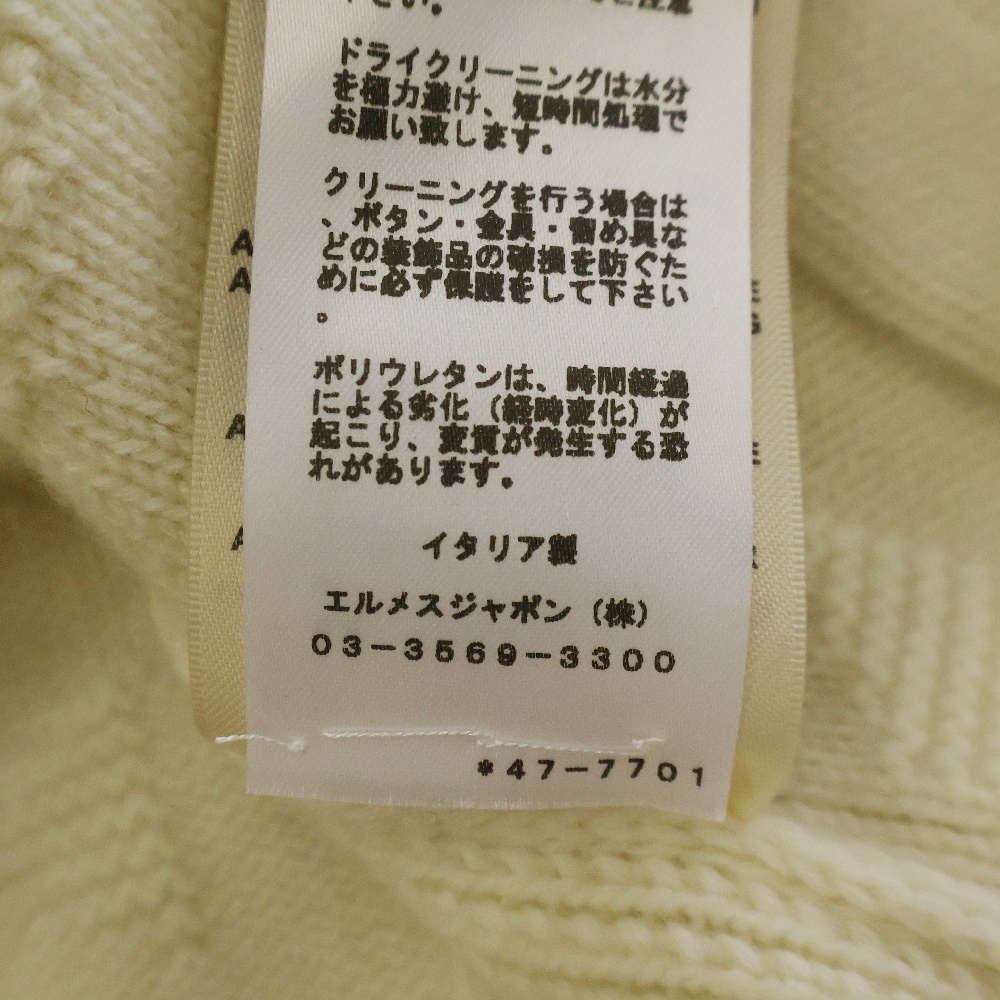 下さい。
ドライクリーニングは水分
を極力避け、短時間処理で
お願い致します。
クリーニングを行う場合は
、ボタン・金具・留め具な
どの装飾品の破損を防ぐた
めに必ず保護をして下さい
。
ポリウレタンは、時間経過
による劣化（経時変化）が
起こり、変質が発生する恐
れがあります。
イタリア製
エルメスジャポン（株）
03-3569-3300
*47-7701